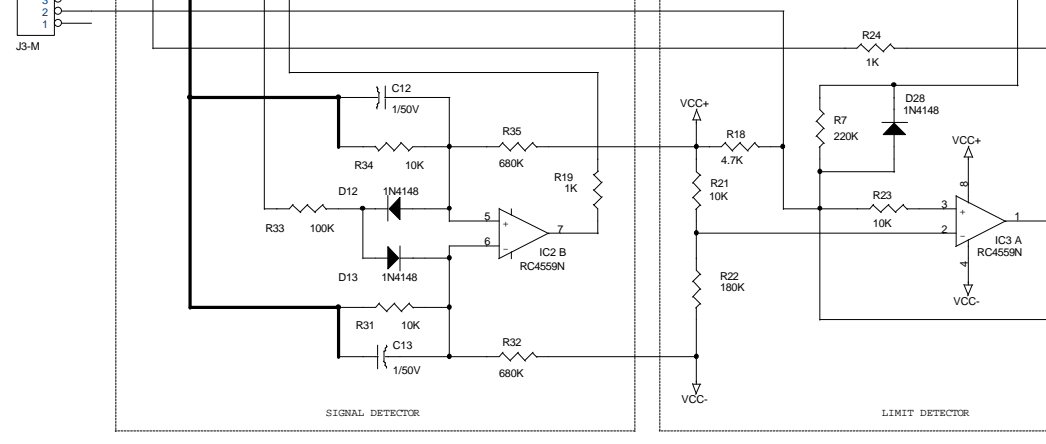 3
2
1
J3-M
C12
1/50V
R34
10K
R35
680K
R19
1K
D12
1N4148
R33
100K
5
6
7
+
−
IC2 B
RC4559N
D13
1N4148
R31
10K
C13
1/50V
R32
680K
SIGNAL DETECTOR
R24
1K
VCC+
R18
4.7K
R21
10K
R22
180K
VCC-
R7
220K
D28
1N4148
VCC+
8
R23
10K
3
2
1
+
−
IC3 A
RC4559N
4
VCC-
LIMIT DETECTOR